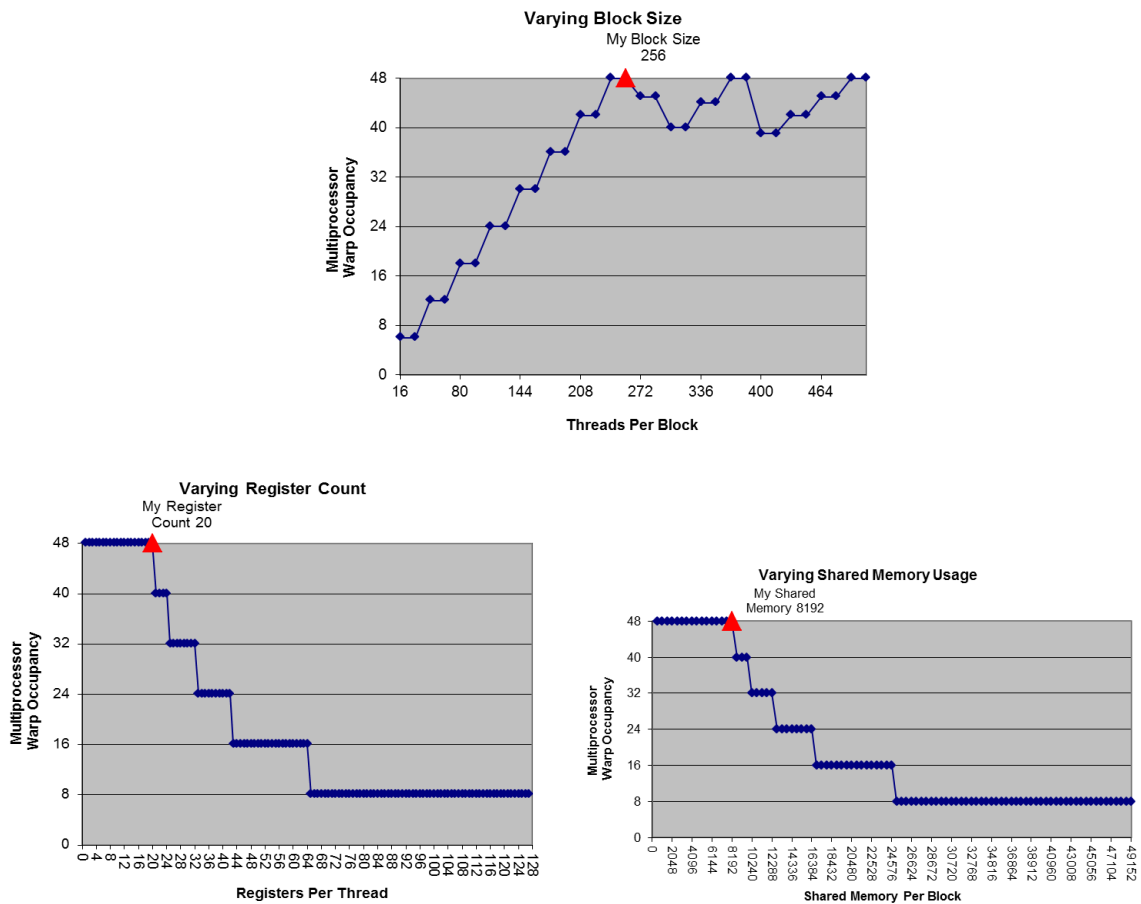 Varying Block Size
My Block Size
256
48
40
32
24
16
8
0
Multiprocessor
Warp Occupancy
16 80 144 208 272 336 400 464
Threads Per Block
Varying Register Count
My Register
Count 20
48
40
32
24
16
8
0
Multiprocessor
Warp Occupancy
0 4 8 12 16 20 24 28 32 36 40 44 48 52 56 60 64 68 72 76 80 84 88 92 96 100 104 108 112 116 120 124 128
Registers Per Thread
Varying Shared Memory Usage
My Shared
Memory 8192
48
40
32
24
16
8
0
Multiprocessor
Warp Occupancy
0 2048 4096 6144 8192 10240 12288 14336 16384 18432 20480 22528 24576 26624 28672 30720 32768 34816 36864 38912 40960 43008 45056 47104 49152
Shared Memory Per Block